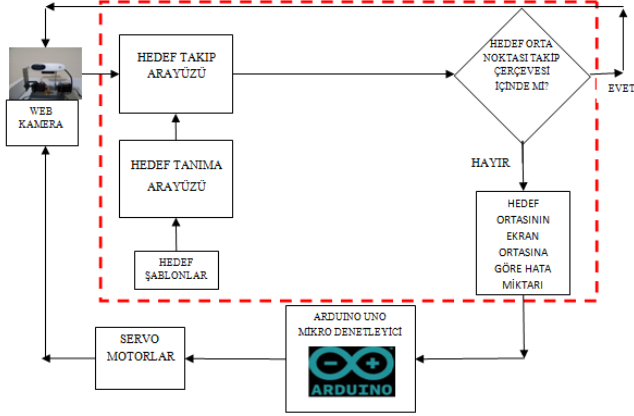 HEDEF TAKIP
ARAYÜZÜ
HEDEF ORTA
NOKTASI TAKİP
ÇERÇEVESİ
İÇİNDE Mİ?
EVET
WEB
KAMERA
HEDEF TANIMA
ARAYÜZÜ
HAYIR
HEDEF
ORTASININ
EKRAN
ORTASINA
GÖRE HATA
MİKTARI
HEDEF
ŞABLONLAR
ARDUINO UNO
MİKRO DENETLEYİCİ
ARDUINO
SERVO
MOTORLAR